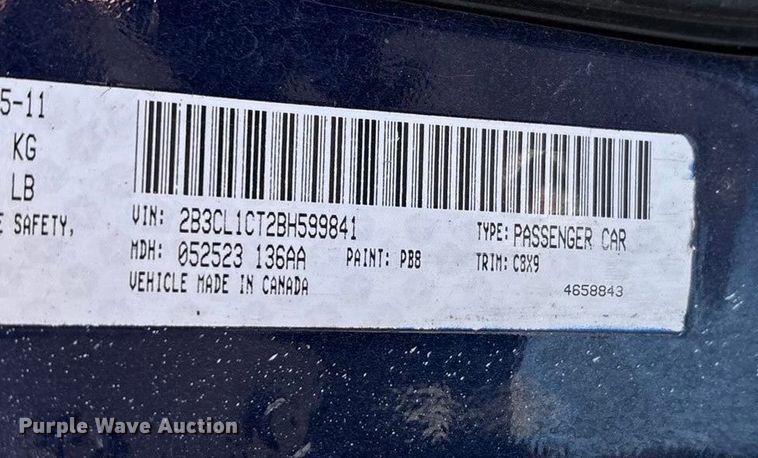 5-11
KG
LB
E SAFETY,
VIN: 2B3CL1CT2BH599841
TYPE: PASSENGER CAR
MDH: 052523 136AA
PAINT: PB8
TRIM: C8X9
VEHICLE MADE IN CANADA
4658843
Purple Wave Auction